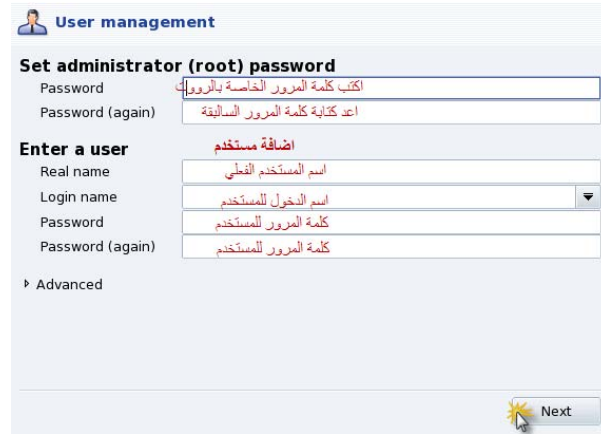 User management
Set administrator (root) password
Password اكتب كلمة المرور الخاصة بالرووت
Password (again) اعد كتابة كلمة المرور السالبقة
Enter a user اضافة مستخدم
Real name اسم المستخدم الفعلي
Login name اسم الدخول للمستخدم
Password كلمة المرور للمستخدم
Password (again) كلمة المرور للمستخدم
Advanced
Next